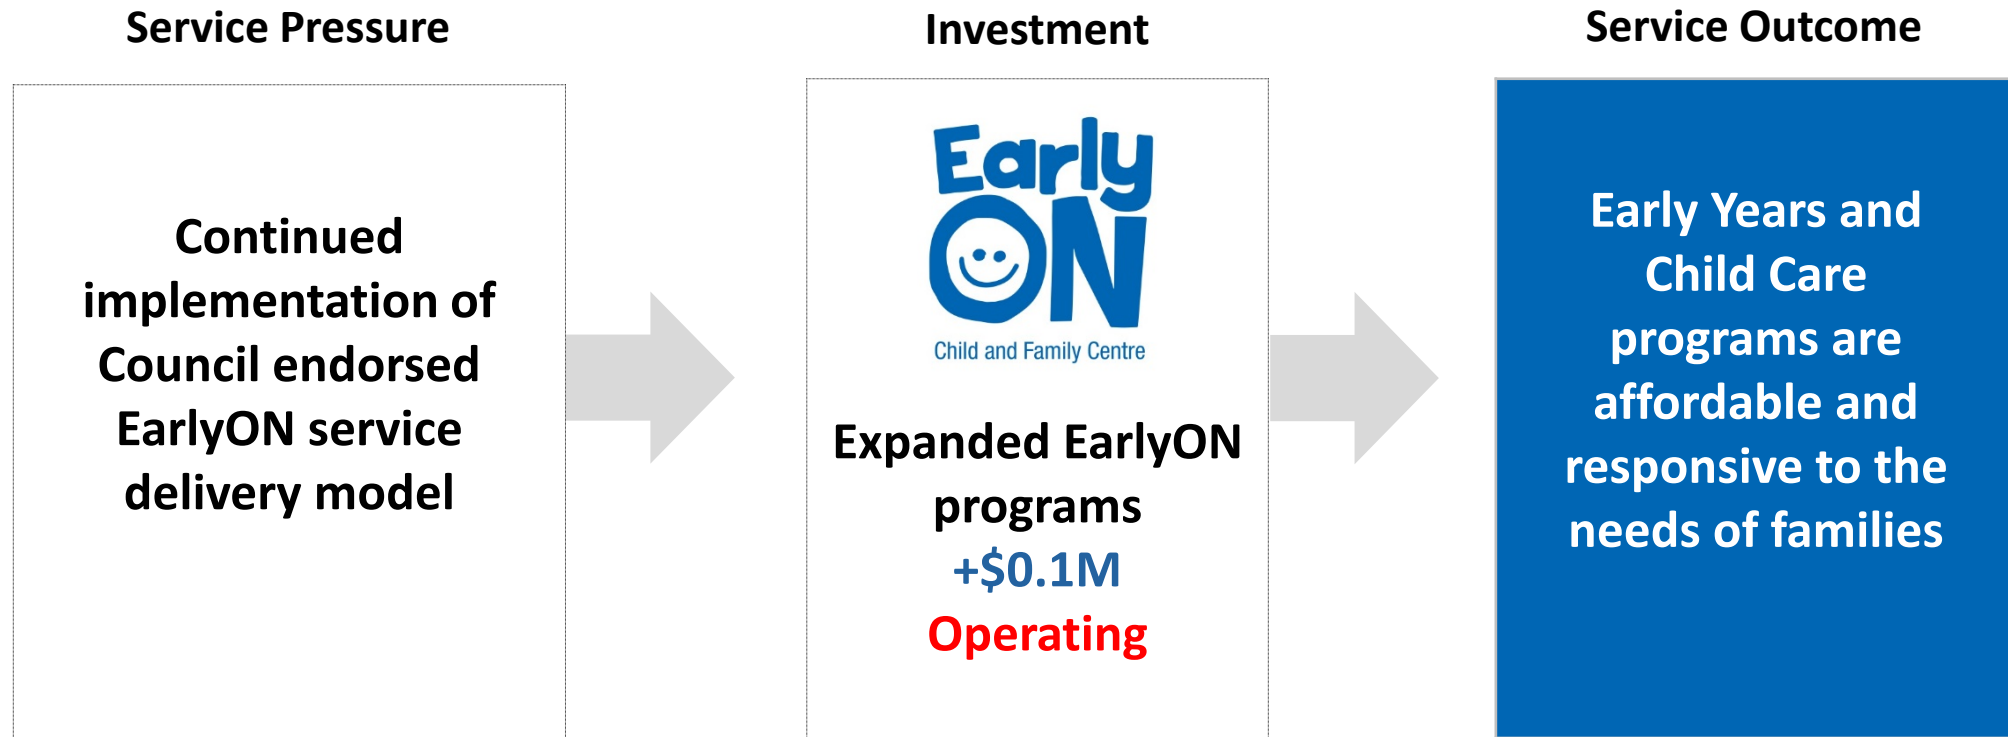 Service Pressure
Continued
implementation of
Council endorsed
EarlyON service
delivery model
Investment
Early
ON
Child and Family Centre
Expanded EarlyON
programs
+$0.1M
Operating
Service Outcome
Early Years and
Child Care
programs are
affordable and
responsive to the
needs of families